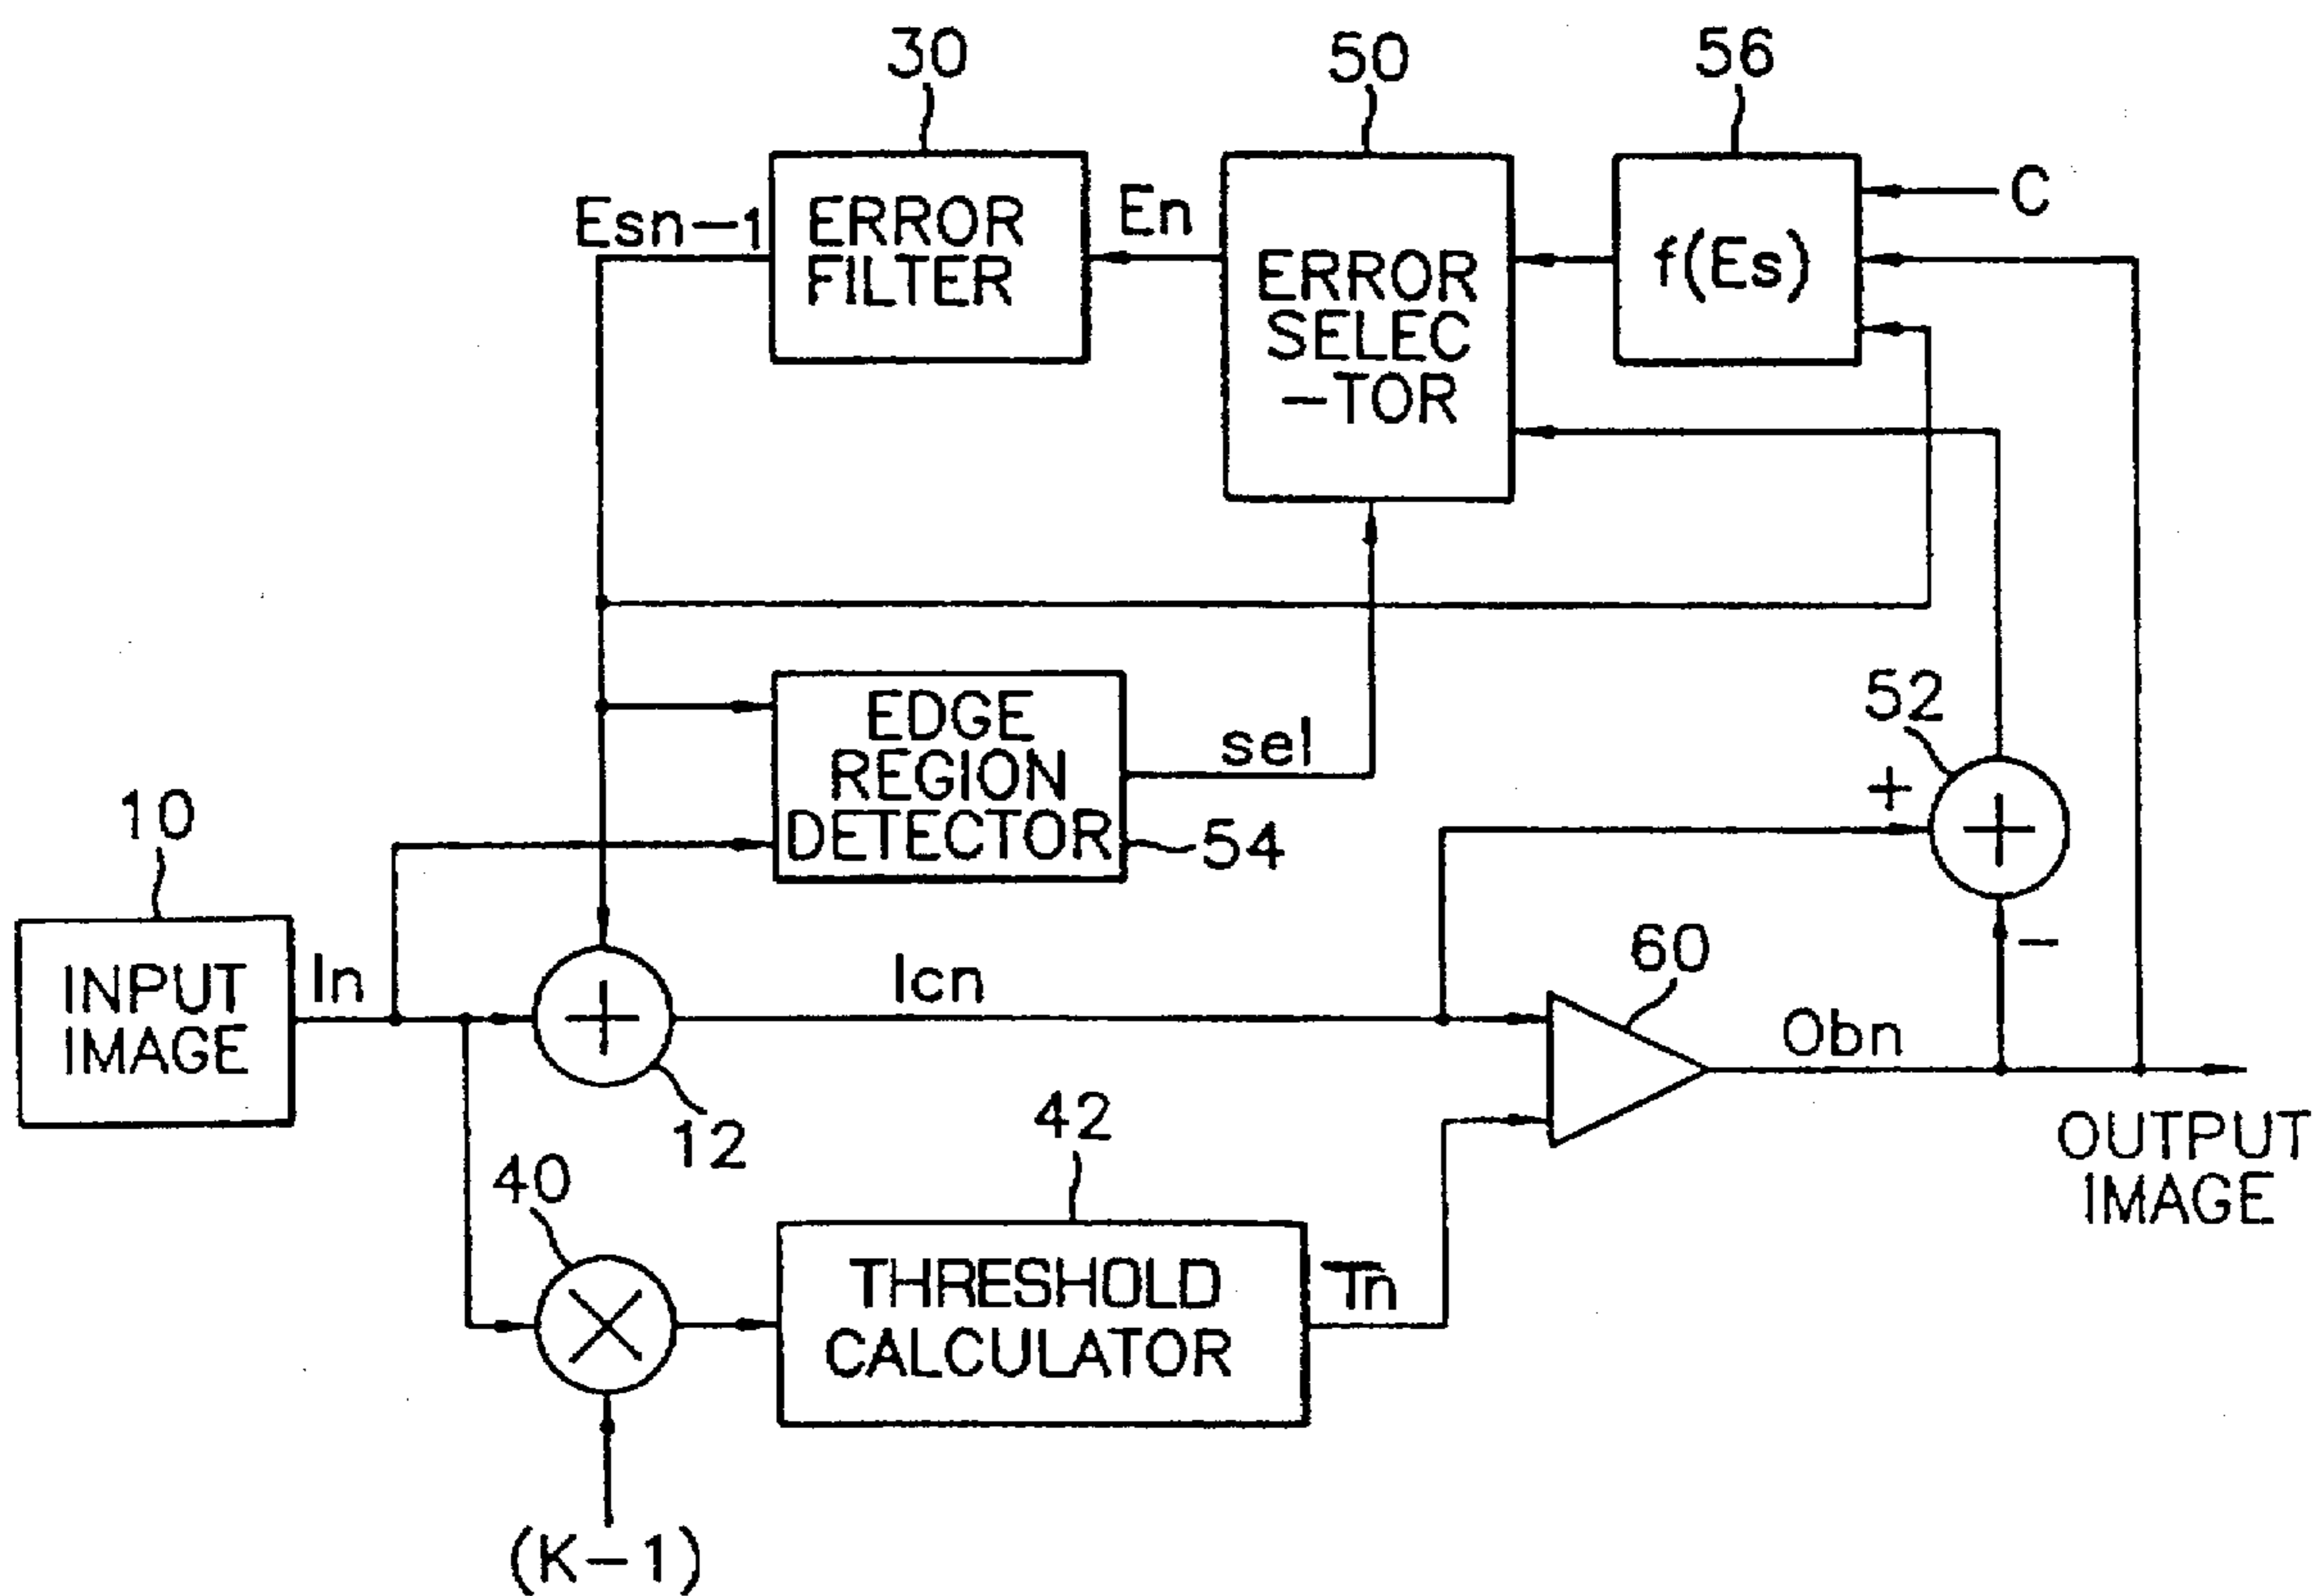 30
50
56
Esn-1
ERROR
FILTER
En
ERROR
SELEC
-TOR
f(Es)
C
EDGE
REGION
DETECTOR
sel
54
52
+
-
10
INPUT
IMAGE
In
12
Icn
60
Obn
OUTPUT
IMAGE
40
42
THRESHOLD
CALCULATOR
Tn
(K-1)